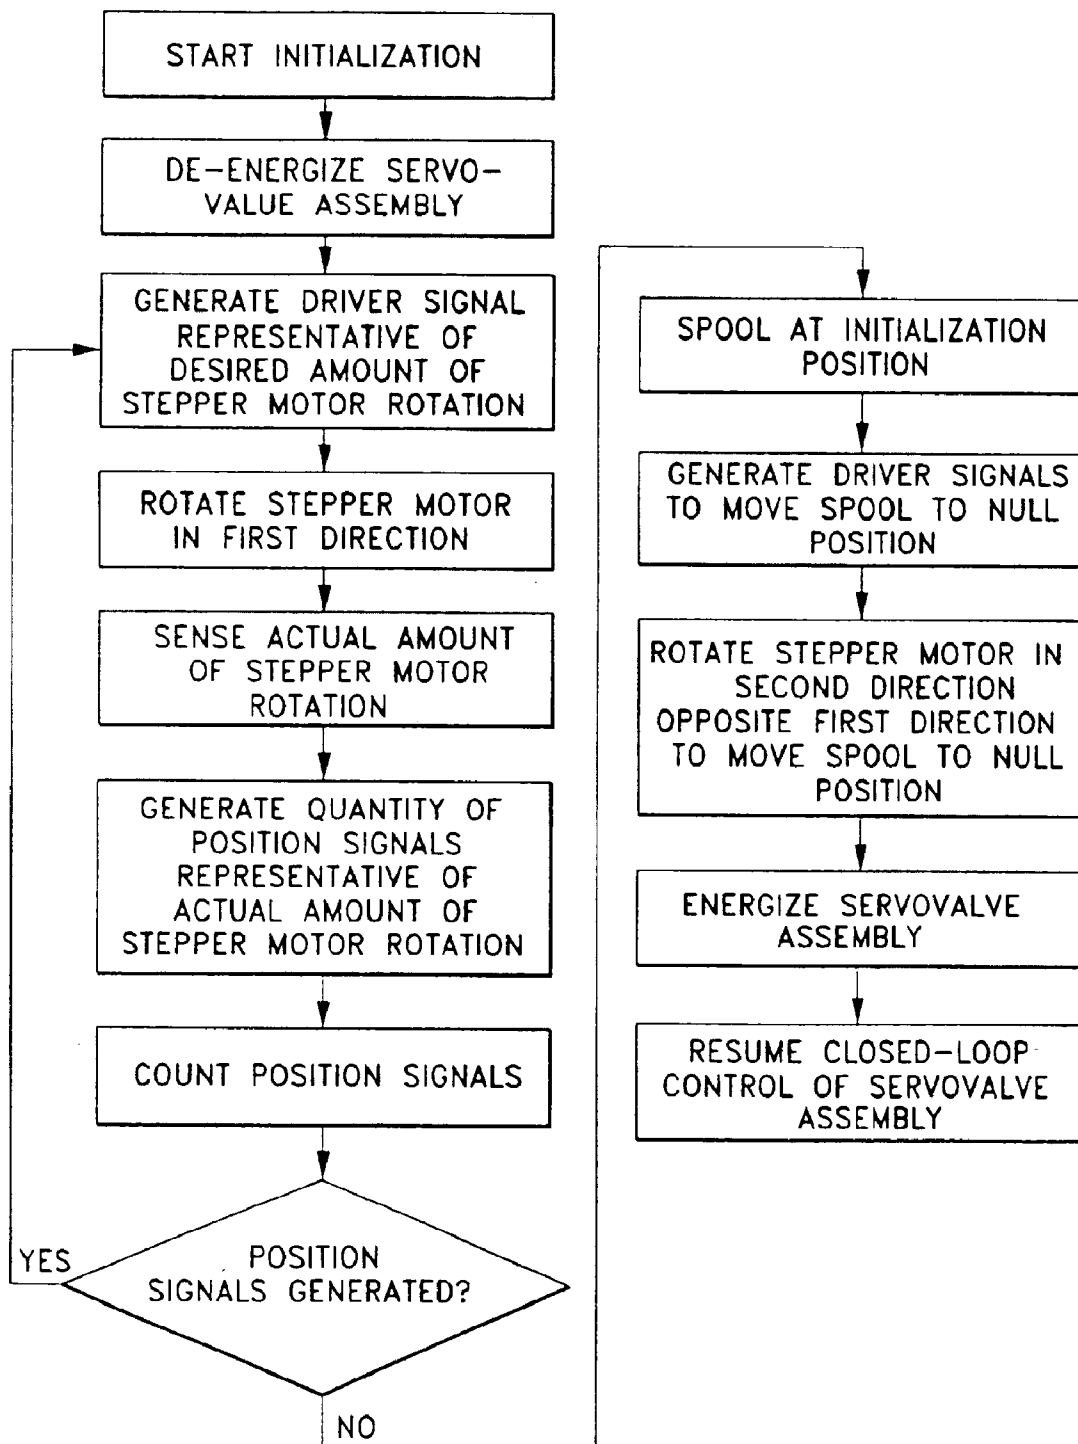 START INITIALIZATION
DE-ENERGIZE SERVO-
VALUE ASSEMBLY
GENERATE DRIVER SIGNAL
REPRESENTATIVE OF
DESIRED AMOUNT OF
STEPPER MOTOR ROTATION
ROTATE STEPPER MOTOR
IN FIRST DIRECTION
SENSE ACTUAL AMOUNT
OF STEPPER MOTOR
ROTATION
GENERATE QUANTITY OF
POSITION SIGNALS
REPRESENTATIVE OF
ACTUAL AMOUNT OF
STEPPER MOTOR ROTATION
COUNT POSITION SIGNALS
POSITION
SIGNALS GENERATED?
YES
NO
SPOOL AT INITIALIZATION
POSITION
GENERATE DRIVER SIGNALS
TO MOVE SPOOL TO NULL
POSITION
ROTATE STEPPER MOTOR IN
SECOND DIRECTION
OPPOSITE FIRST DIRECTION
TO MOVE SPOOL TO NULL
POSITION
ENERGIZE SERVOVALVE
ASSEMBLY
RESUME CLOSED-LOOP
CONTROL OF SERVOVALVE
ASSEMBLY